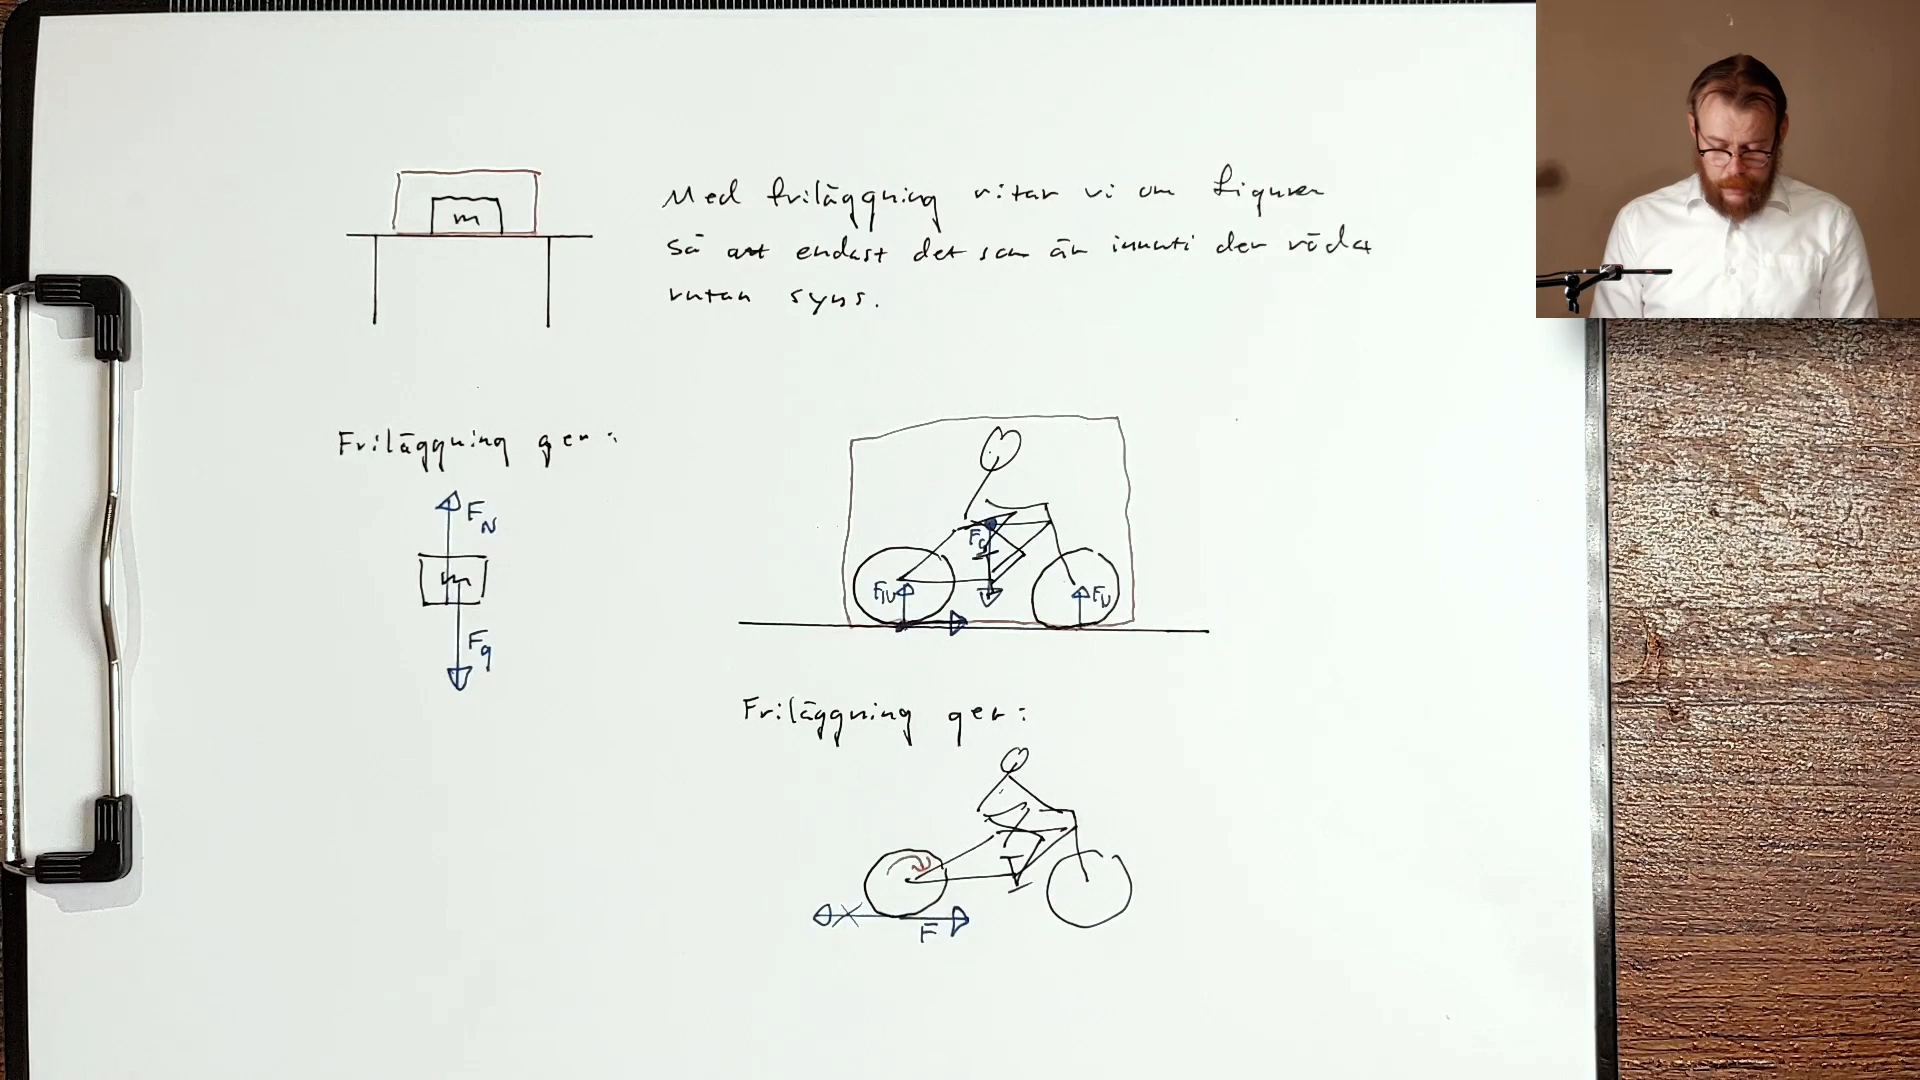 m
Med friläggning ritar vi om figuren
så att endast det som är inuti den röda
rutan syns.
Friläggning ger:
F_N
m
F_g
F_g
F_N
F_N
Friläggning ger:
F